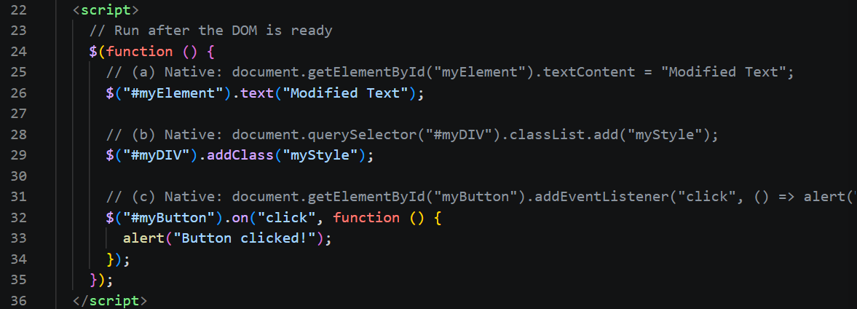 22 <script>
23 // Run after the DOM is ready
24 $(function () {
25 // (a) Native: document.getElementById("myElement").textContent = "Modified Text";
26 $("#myElement").text("Modified Text");
27
28 // (b) Native: document.querySelector("#myDIV").classList.add("myStyle");
29 $("#myDIV").addClass("myStyle");
30
31 // (c) Native: document.getElementById("myButton").addEventListener("click", () => alert(
32 $("#myButton").on("click", function () {
33 alert("Button clicked!");
34 });
35 });
36 </script>